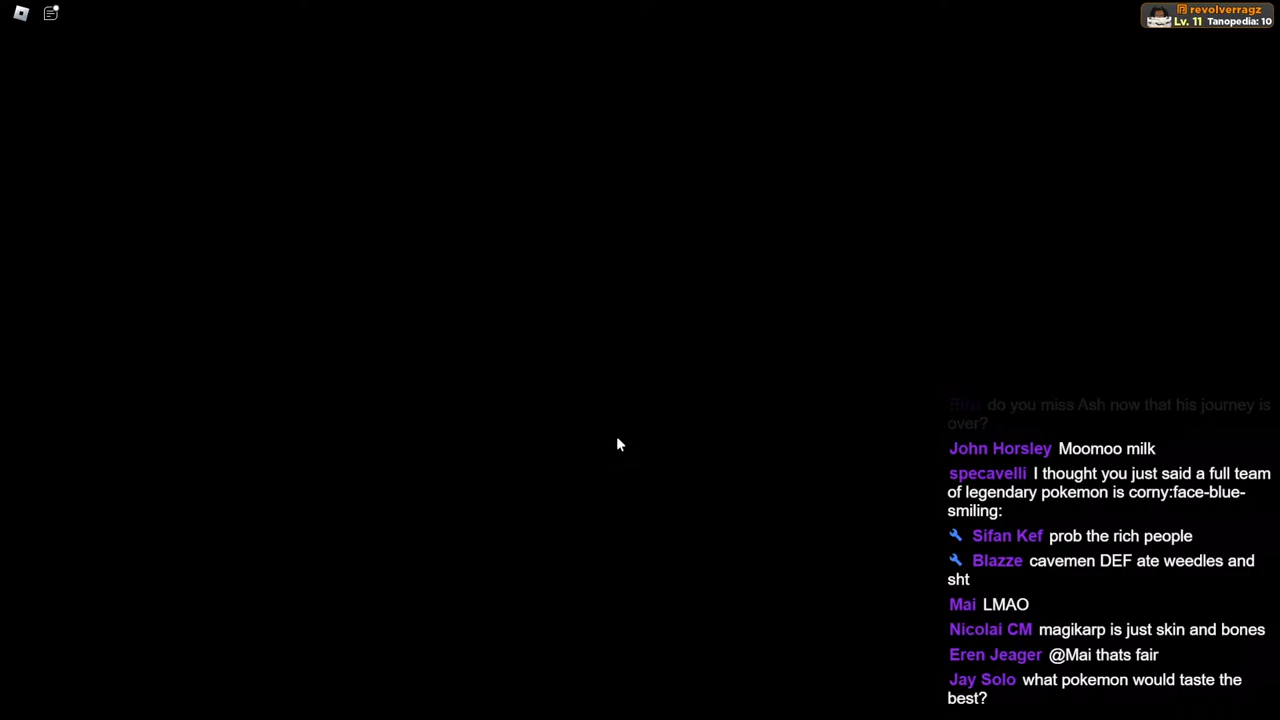 revolverragz
Lv. 11 Tanopedia: 10
do you miss Ash now that his journey is
over?
John Horsley Moomoo milk
specavelli I thought you just said a full team
of legendary pokemon is corny:face-blue-
smiling:
Sifan Kef prob the rich people
Blazze cavemen DEF ate weedles and
sht
Mai LMAO
Nicolai CM magikarp is just skin and bones
Eren Jeager @Mai thats fair
Jay Solo what pokemon would taste the
best?